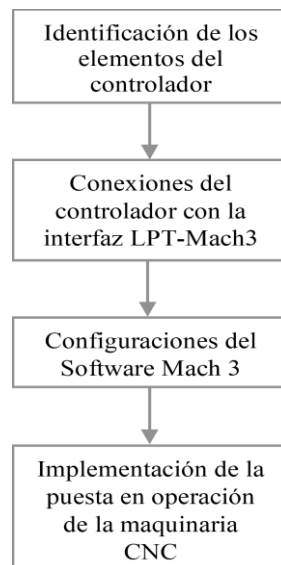 Identificación de los
elementos del
controlador
Conexiones del
controlador con la
interfaz LPT-Mach3
Configuraciones del
Software Mach 3
Implementación de la
puesta en operación
de la maquinaria
CNC